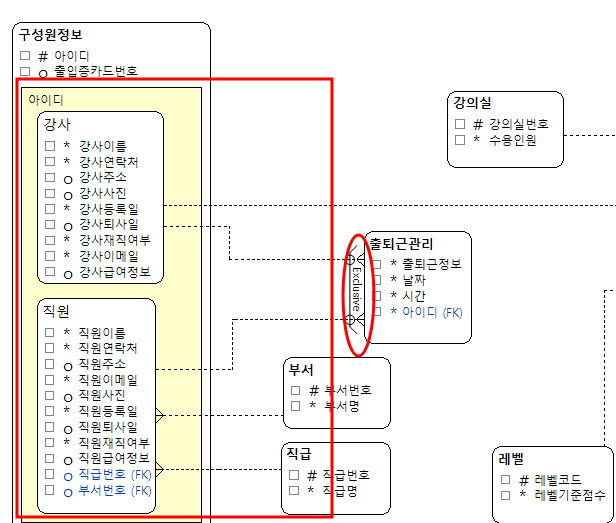 구성원정보
# 아이디
o 출입증카드번호
아이디
강사
* 강사이름
* 강사연락처
o 강사주소
o 강사사진
* 강사등록일
o 강사퇴사일
* 강사재직여부
* 강사이메일
o 강사급여정보
직원
* 직원이름
* 직원연락처
o 직원주소
* 직원이메일
o 직원사진
* 직원등록일
o 직원퇴사일
* 직원재직여부
o 직원급여정보
o 직급번호 (FK)
o 부서번호 (FK)
강의실
# 강의실번호
* 수용인원
출퇴근관리
* 출퇴근정보
* 날짜
* 시간
* 아이디 (FK)
Exclusive
부서
# 부서번호
* 부서명
직급
# 직급번호
* 직급명
레벨
# 레벨코드
* 레벨기준점수